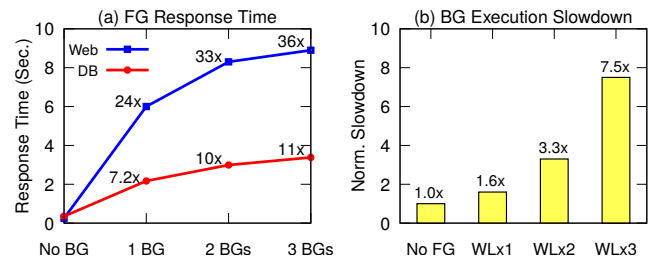 (a) FG Response Time
Response Time (Sec.)
10
8
6
4
2
0
Web
DB
24x
33x
36x
7.2x
10x
11x
No BG
1 BG
2 BGs
3 BGs
(b) BG Execution Slowdown
Norm. Slowdown
10
8
6
4
2
0
1.0x
1.6x
3.3x
7.5x
No FG
WLx1
WLx2
WLx3